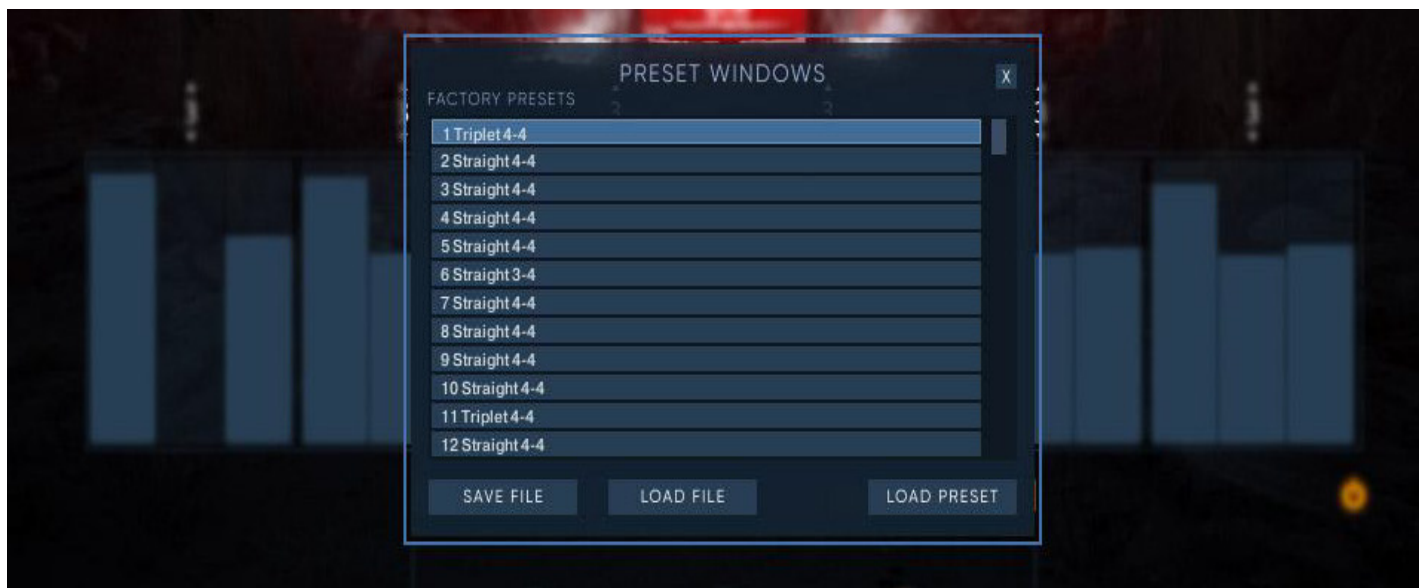 PRESET WINDOWS
X
FACTORY PRESETS
1 Triplet 4-4
2 Straight 4-4
3 Straight 4-4
4 Straight 4-4
5 Straight 4-4
6 Straight 3-4
7 Straight 4-4
8 Straight 4-4
9 Straight 4-4
10 Straight 4-4
11 Triplet 4-4
12 Straight 4-4
SAVE FILE
LOAD FILE
LOAD PRESET